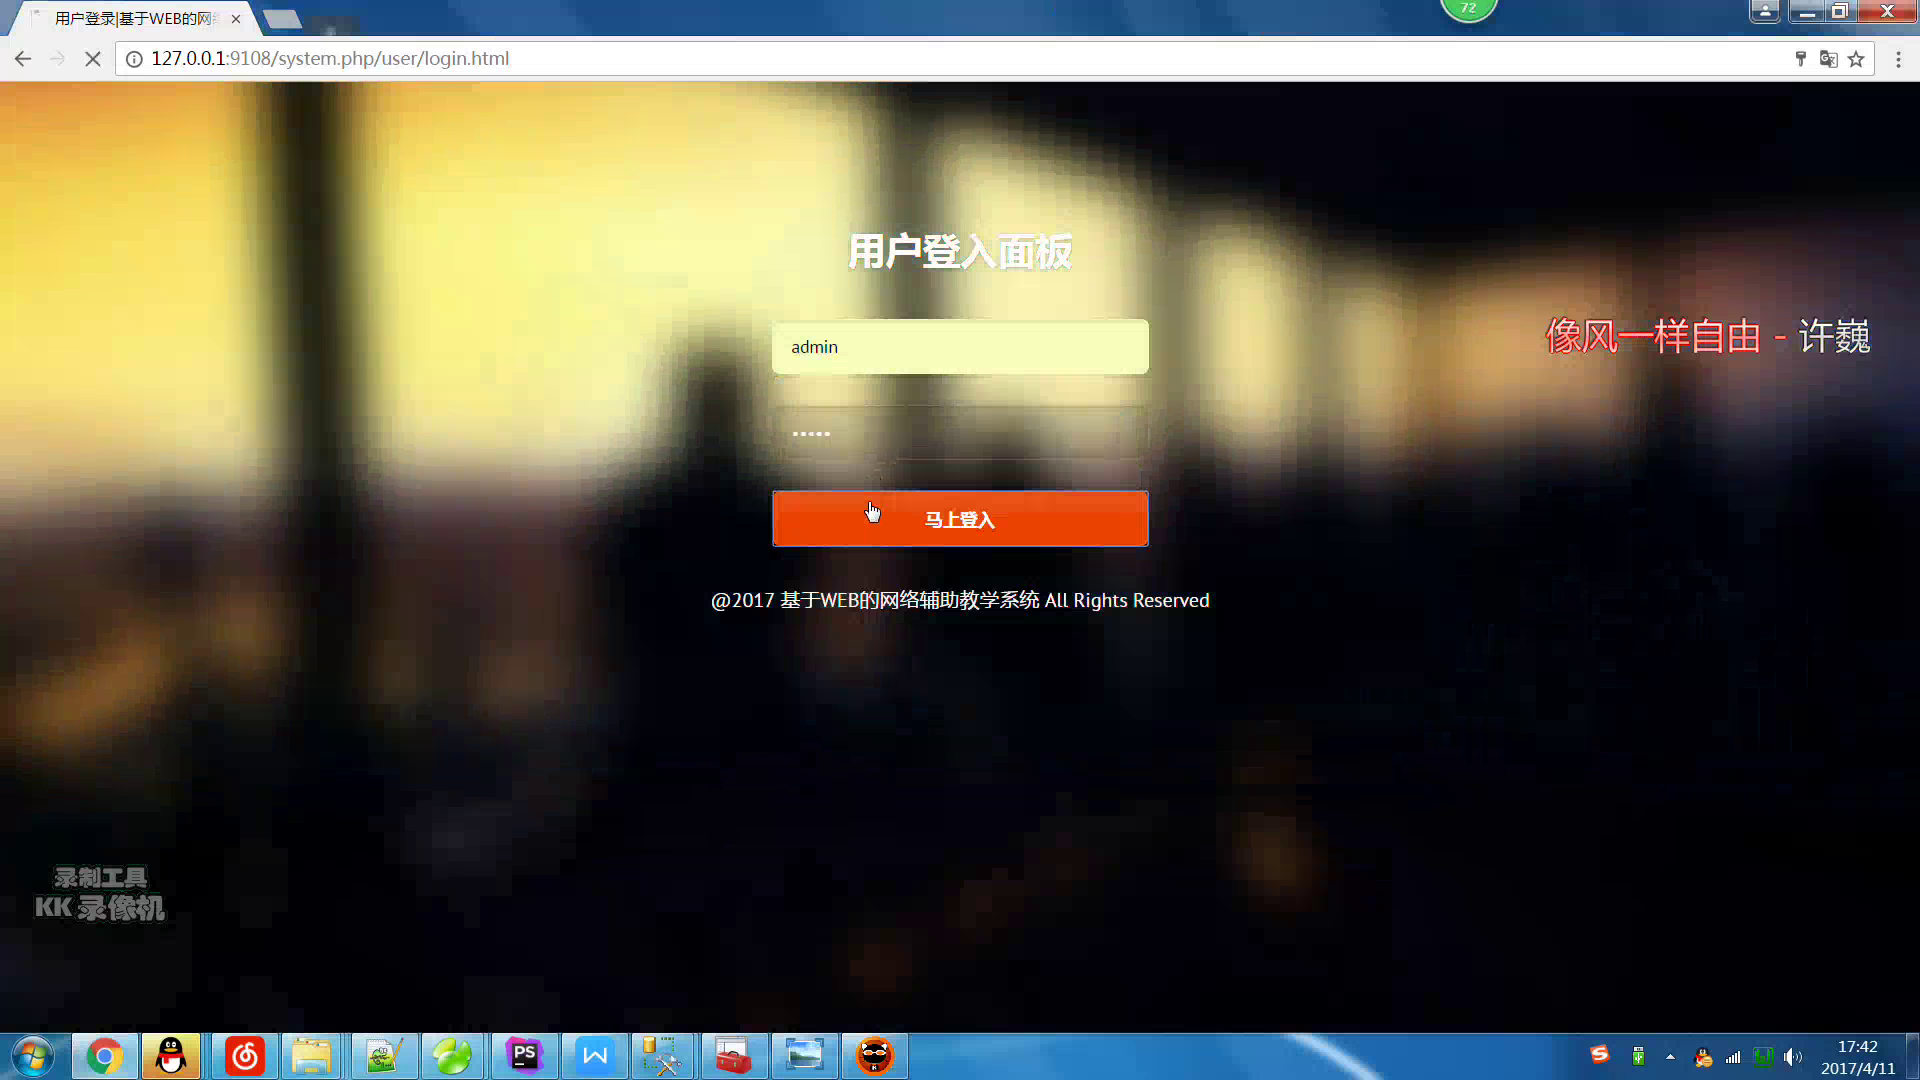 用户登录|基于WEB的网
72
127.0.0.1:9108/system.php/user/login.html
用户登入面板
像风一样自由 - 许巍
admin
•••••
马上登入
@2017 基于WEB的网络辅助教学系统 All Rights Reserved
录制工具
KK 录像机
PS
17:42
2017/4/11